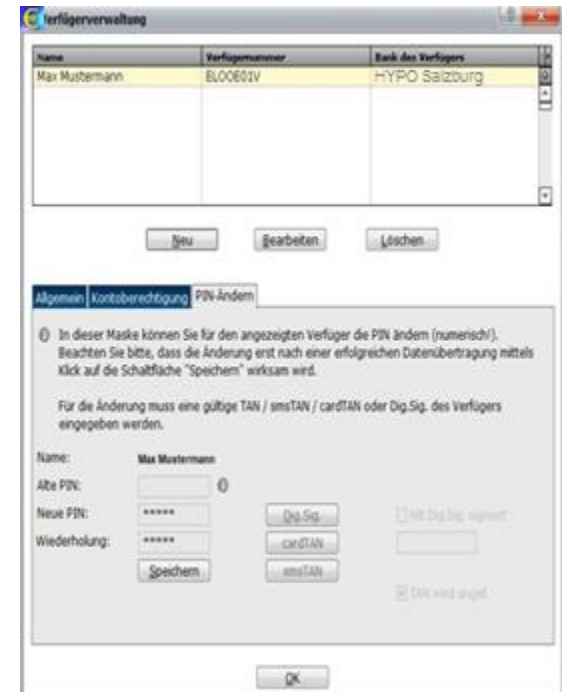 Verfügerverwaltung
Name Verfügernummer Bank des Verfügers
Max Mustermann ELOOE01V HYPO Salzburg
Neu Bearbeiten Löschen
Allgemein Kontoberechtigung PIN-Ändern
In dieser Maske können Sie für den angezeigten Verfüger die PIN ändern (numerisch!).
Beachten Sie bitte, dass die Änderung erst nach einer erfolgreichen Datenübertragung mittels
Klick auf die Schaltfläche "Speichern" wirksam wird.
Für die Änderung muss eine gültige TAN / smsTAN / cardTAN oder Dig.Sig. des Verfügers
eingegeben werden.
Name: Max Mustermann
Alte PIN:
Neue PIN: ***** Dig.Sig. Mit Dig.Sig. signiert
Wiederholung: ***** cardTAN
Speichern smsTAN
TAN wird angef.
OK